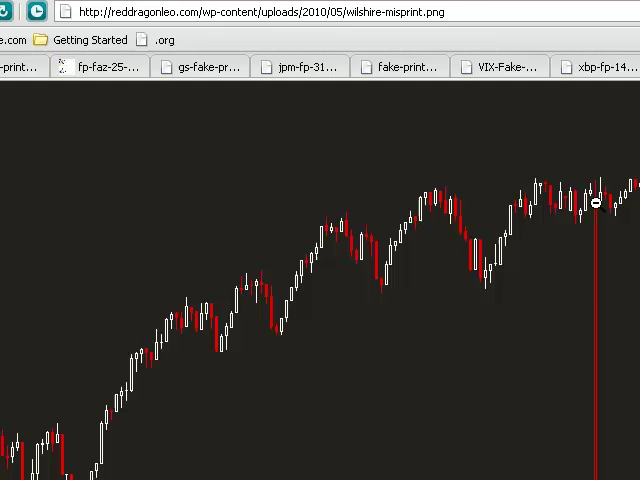 http://reddragonleo.com/wp-content/uploads/2010/05/wilshire-misprint.png
e.com Getting Started .org
-print... fp-faz-25-... gs-fake-pr... jpm-fp-31... fake-print... VIX-Fake-... xbp-fp-14...